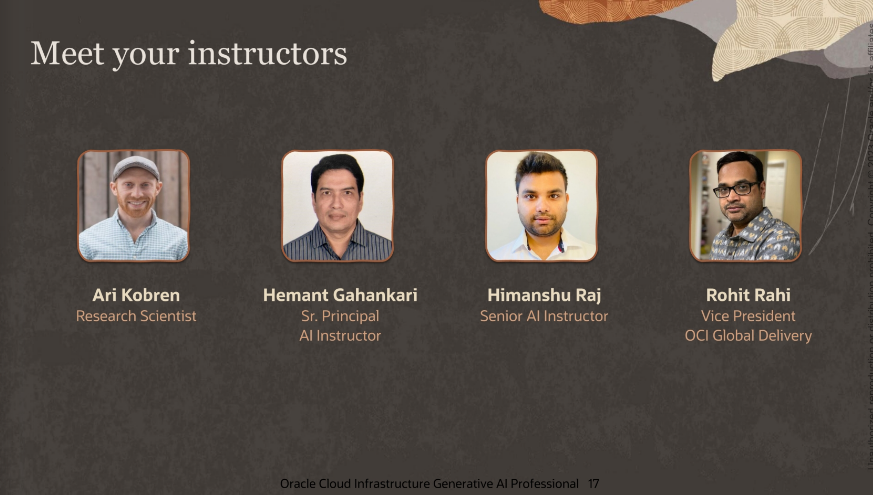 Meet your instructors
Ari Kobren
Research Scientist
Hemant Gahankari
Sr. Principal
AI Instructor
Himanshu Raj
Senior AI Instructor
Rohit Rahi
Vice President
OCI Global Delivery
Oracle Cloud Infrastructure Generative AI Professional 17